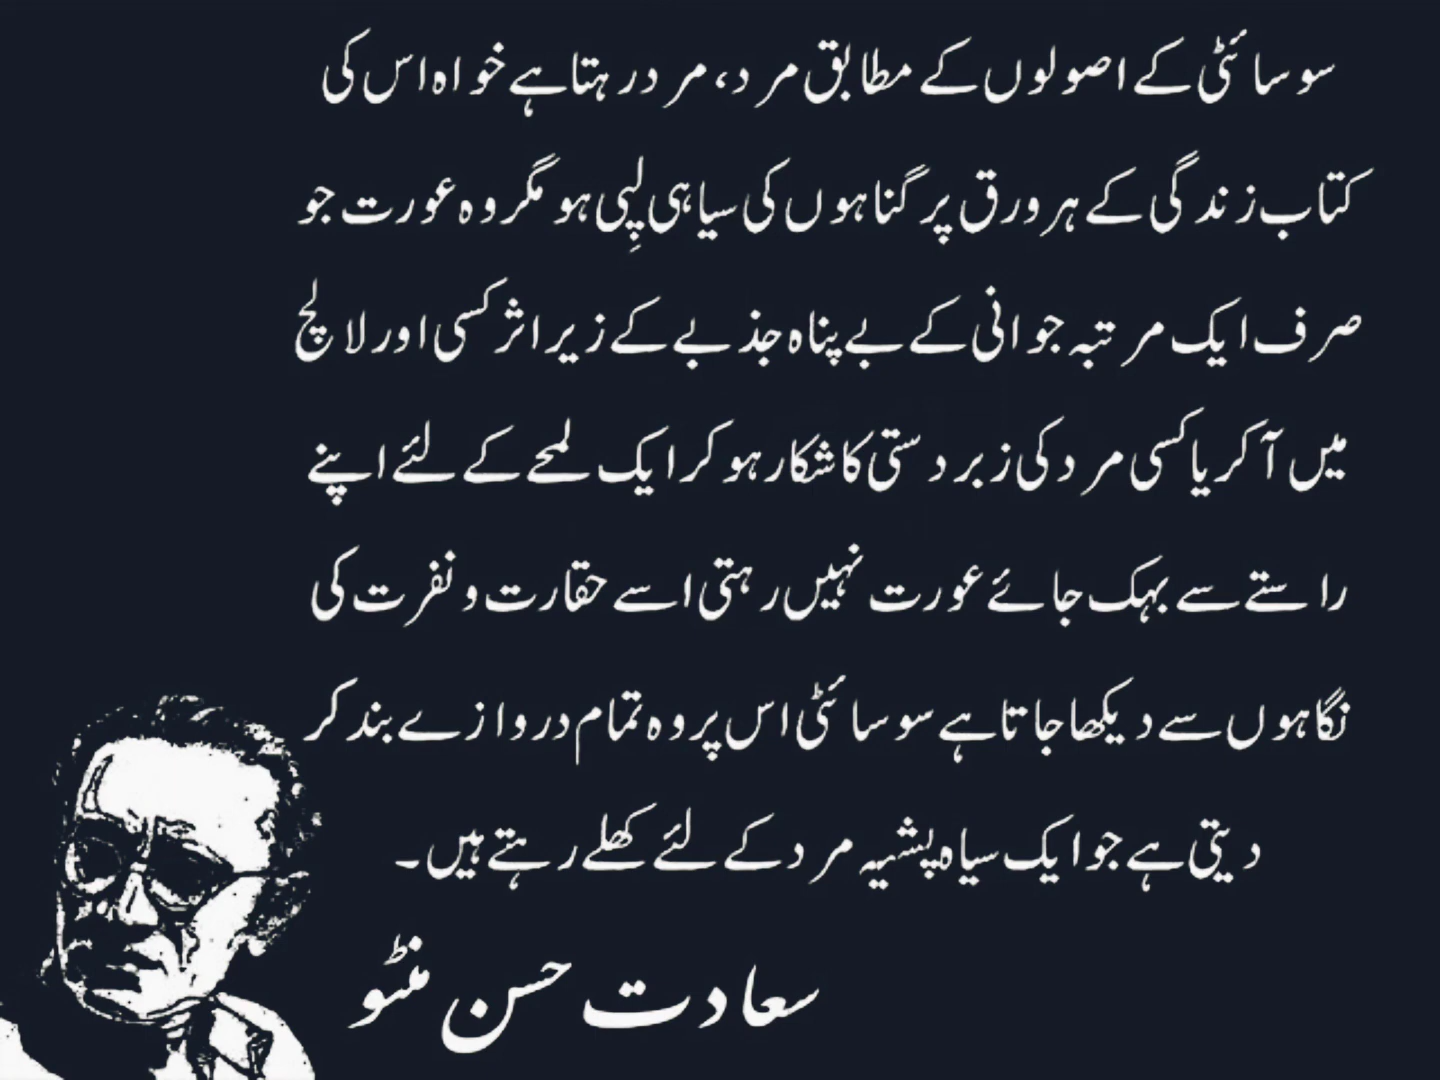 سوسائٹی کے اصولوں کے مطابق مرد، مرد رہتا ہے خواہ اس کی
کتاب زندگی کے ہر ورق پر گناہوں کی سیاہی لپِی ہو مگر وہ عورت جو
صرف ایک مرتبہ جوانی کے بے پناہ جذبے کے زیر اثر کسی اور لالچ
میں آ کر یا کسی مرد کی زبردستی کا شکار ہو کر ایک لمحے کے لئے اپنے
راستے سے بہک جائے عورت نہیں رہتی اسے حقارت و نفرت کی
نگاہوں سے دیکھا جاتا ہے سوسائٹی اس پر وہ تمام دروازے بند کر
دیتی ہے جو ایک سیاہ پشیہ مرد کے لئے کھلے رہتے ہیں۔
سعادت حسن منٹو